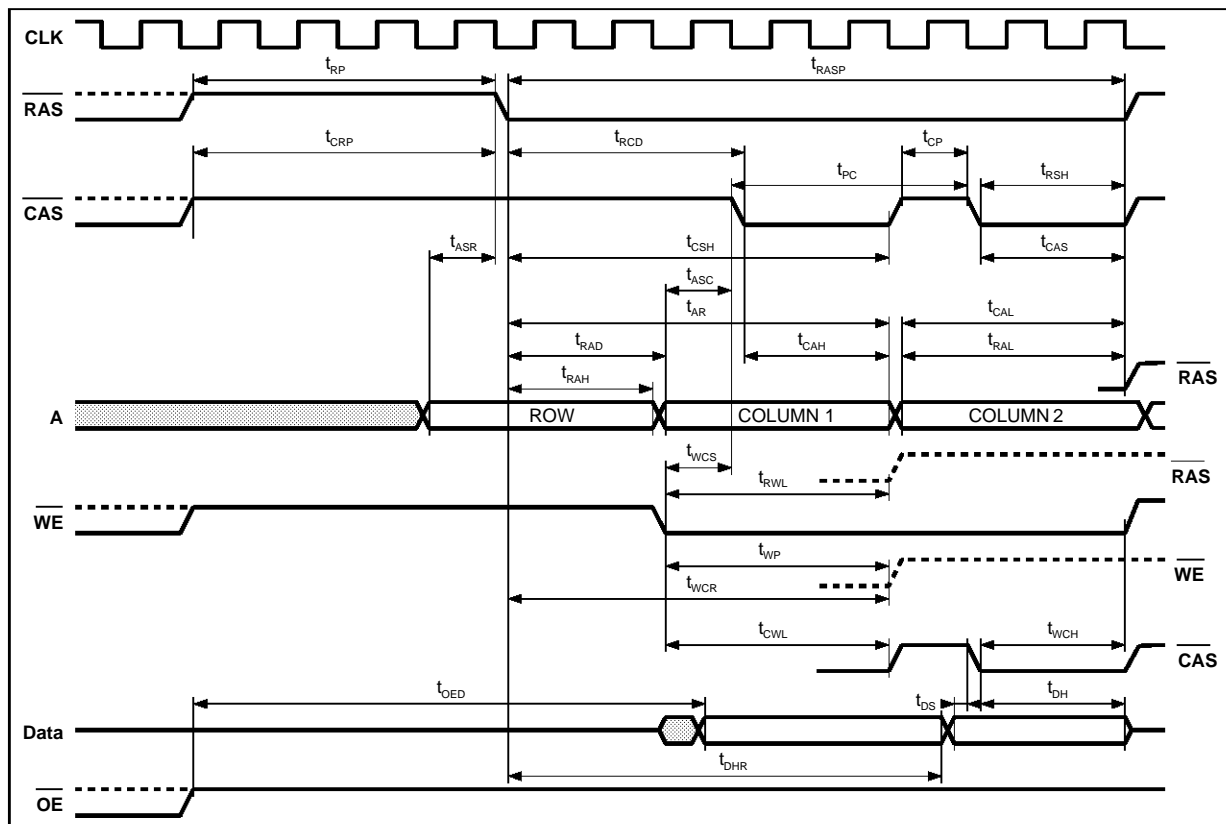 CLK
tRP tRASP
RAS
tCRP tRCD tCP
tPC tRSH
CAS
tASR tCSH tCAS
tASC
tAR tCAL
tRAD tCAH tRAL
tRAH RAS
A ROW COLUMN 1 COLUMN 2
tWCS
tRWL RAS
WE
tWP WE
tWCR
tCWL tWCH
CAS
tOED tDS tDH
Data
tDHR
OE